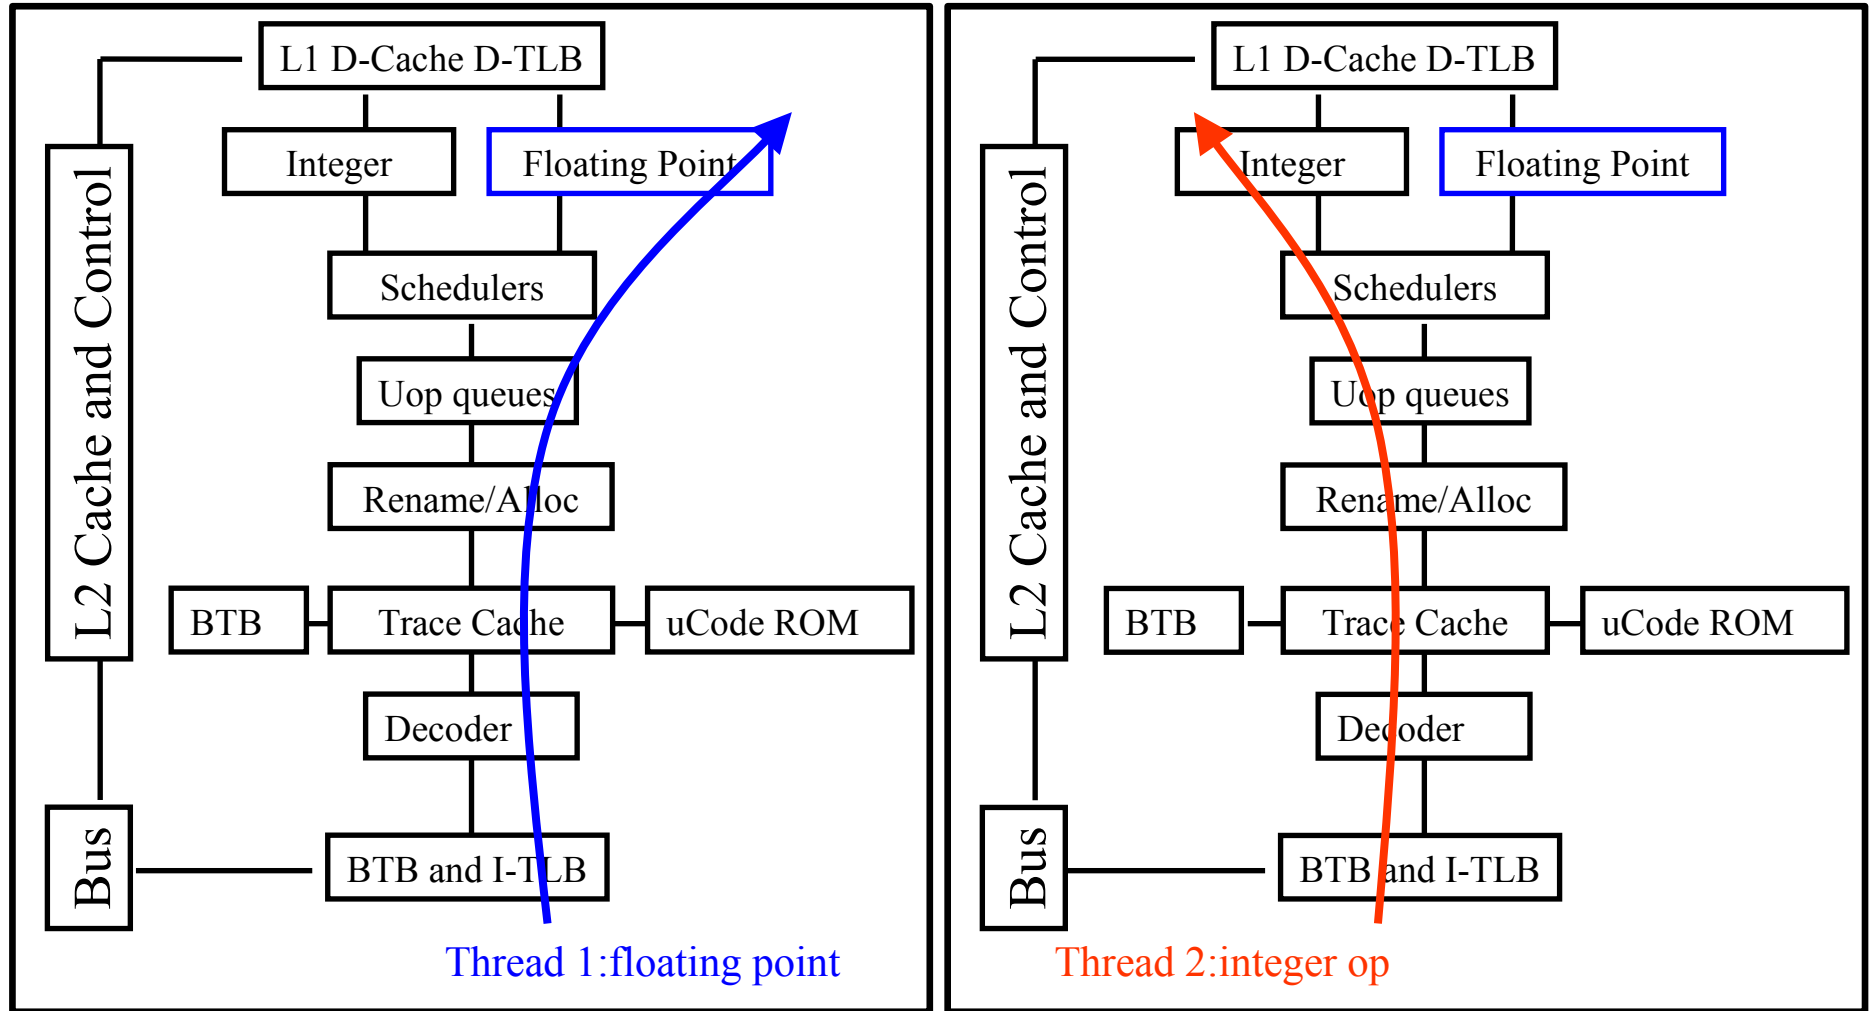 L1 D-Cache D-TLB
Integer
Floating Point
L2 Cache and Control
Schedulers
Uop queues
Rename/Alloc
BTB
Trace Cache
uCode ROM
Decoder
Bus
BTB and I-TLB
Thread 1:floating point
L1 D-Cache D-TLB
Integer
Floating Point
L2 Cache and Control
Schedulers
Uop queues
Rename/Alloc
BTB
Trace Cache
uCode ROM
Decoder
Bus
BTB and I-TLB
Thread 2:integer op